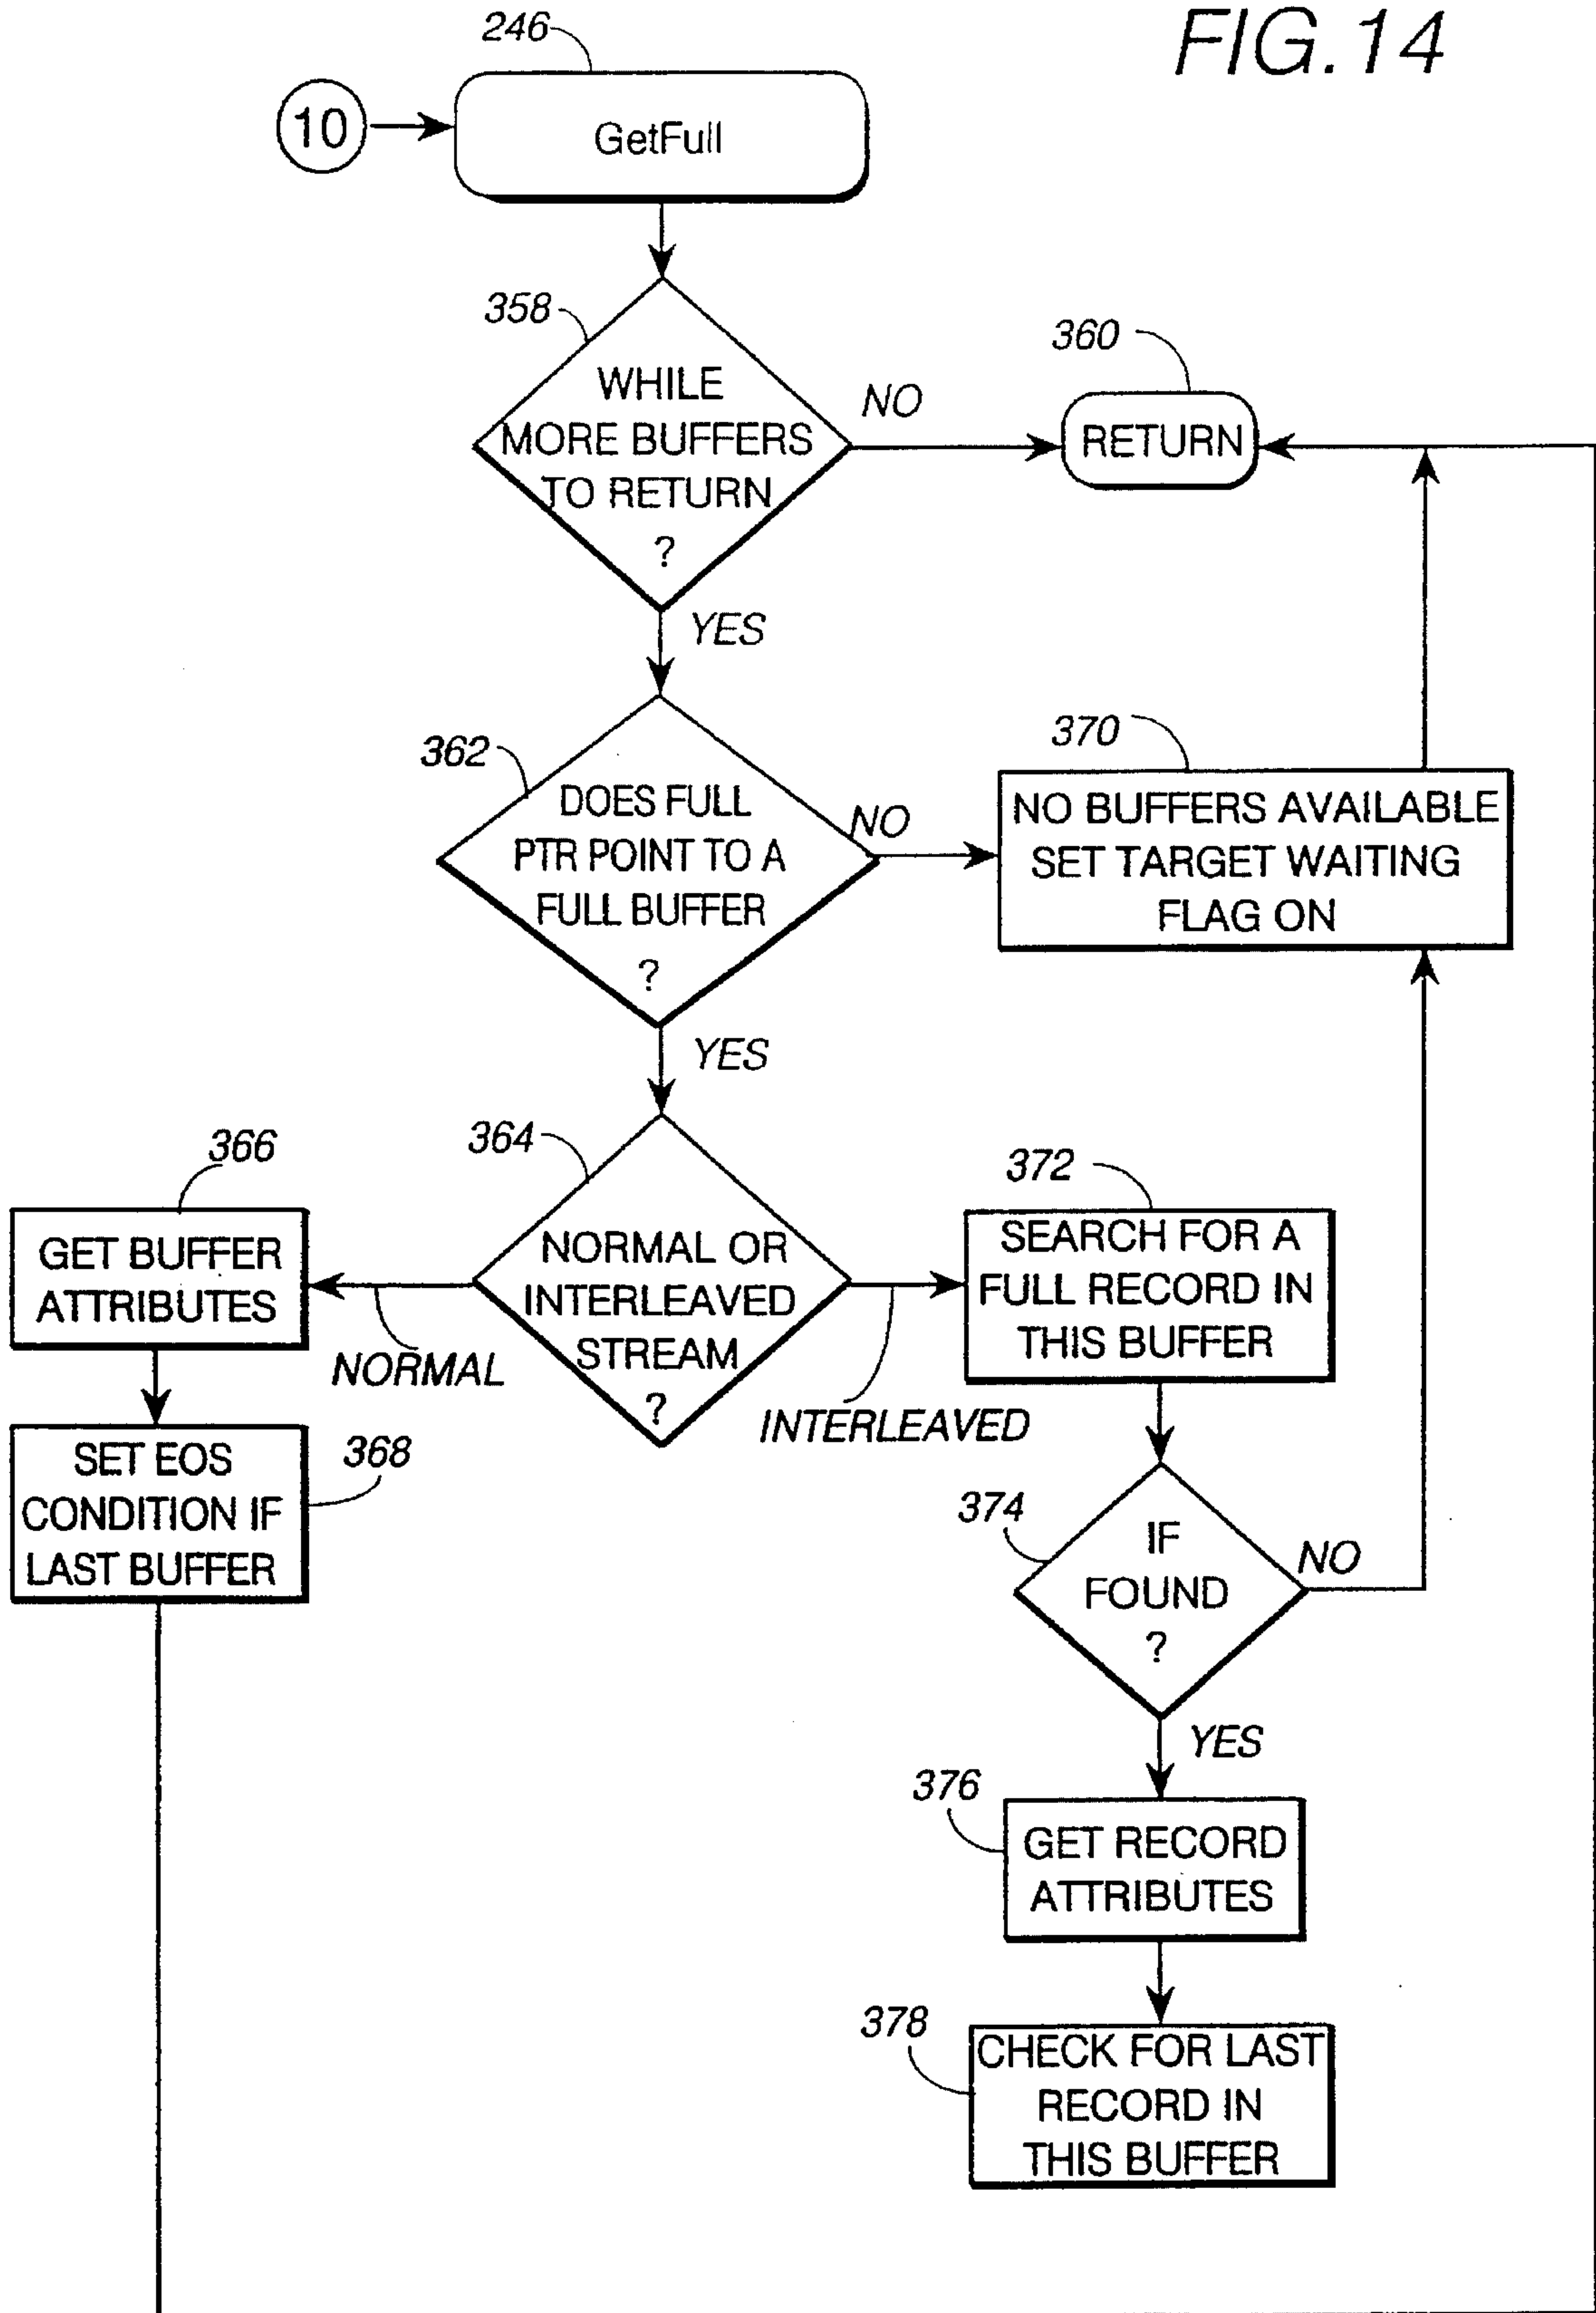 FIG.14
246
10
GetFull
358
WHILE
MORE BUFFERS
TO RETURN
?
NO
360
RETURN
YES
362
DOES FULL
PTR POINT TO A
FULL BUFFER
?
NO
370
NO BUFFERS AVAILABLE
SET TARGET WAITING
FLAG ON
YES
364
NORMAL OR
INTERLEAVED
STREAM
?
366
GET BUFFER
ATTRIBUTES
NORMAL
368
SET EOS
CONDITION IF
LAST BUFFER
INTERLEAVED
372
SEARCH FOR A
FULL RECORD IN
THIS BUFFER
374
IF
FOUND
?
NO
YES
376
GET RECORD
ATTRIBUTES
378
CHECK FOR LAST
RECORD IN
THIS BUFFER